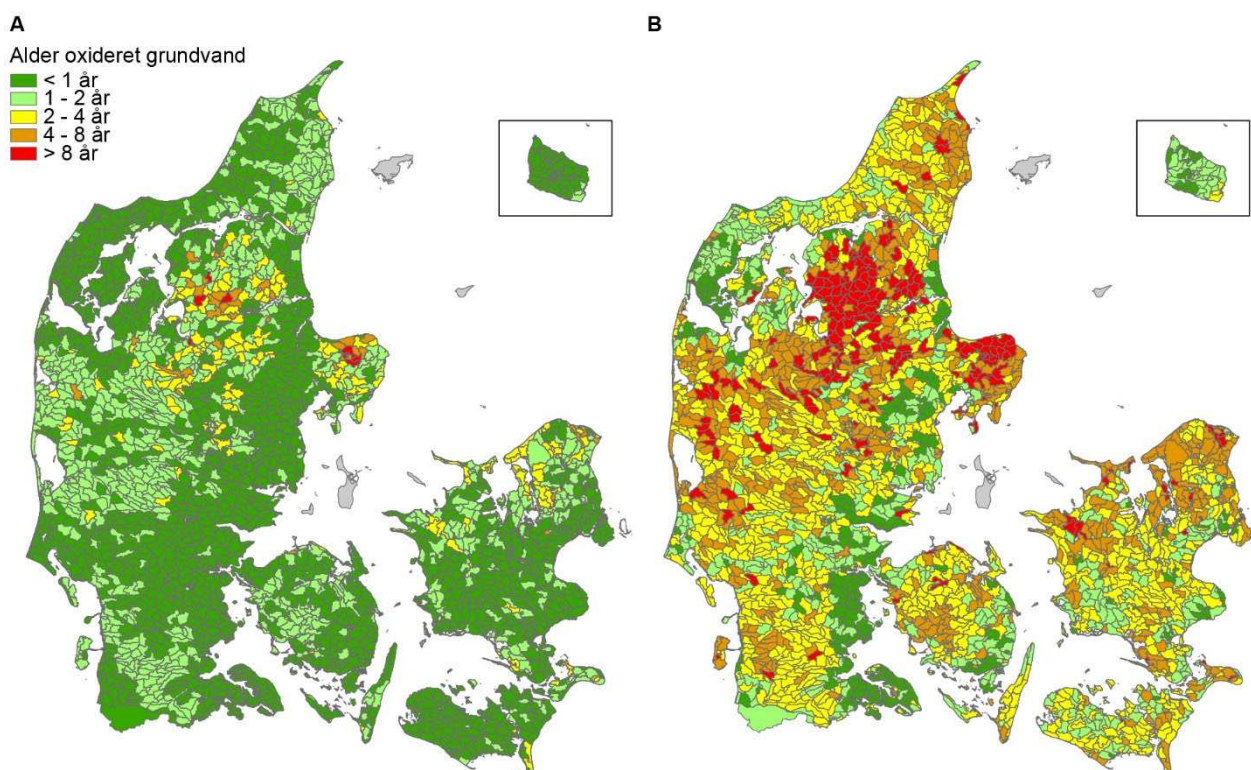 A
B
Alder oxideret grundvand
< 1 år
1 - 2 år
2 - 4 år
4 - 8 år
> 8 år